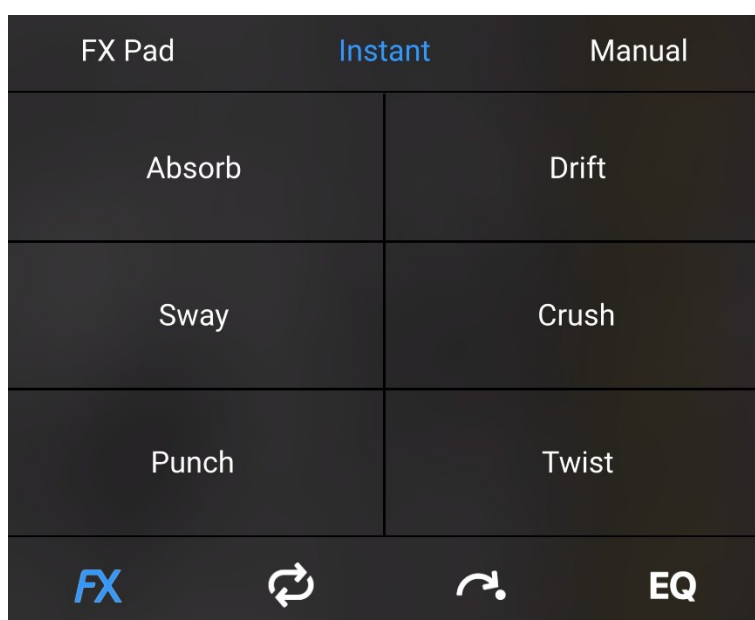 FX Pad Instant Manual
Absorb Drift
Sway Crush
Punch Twist
FX EQ